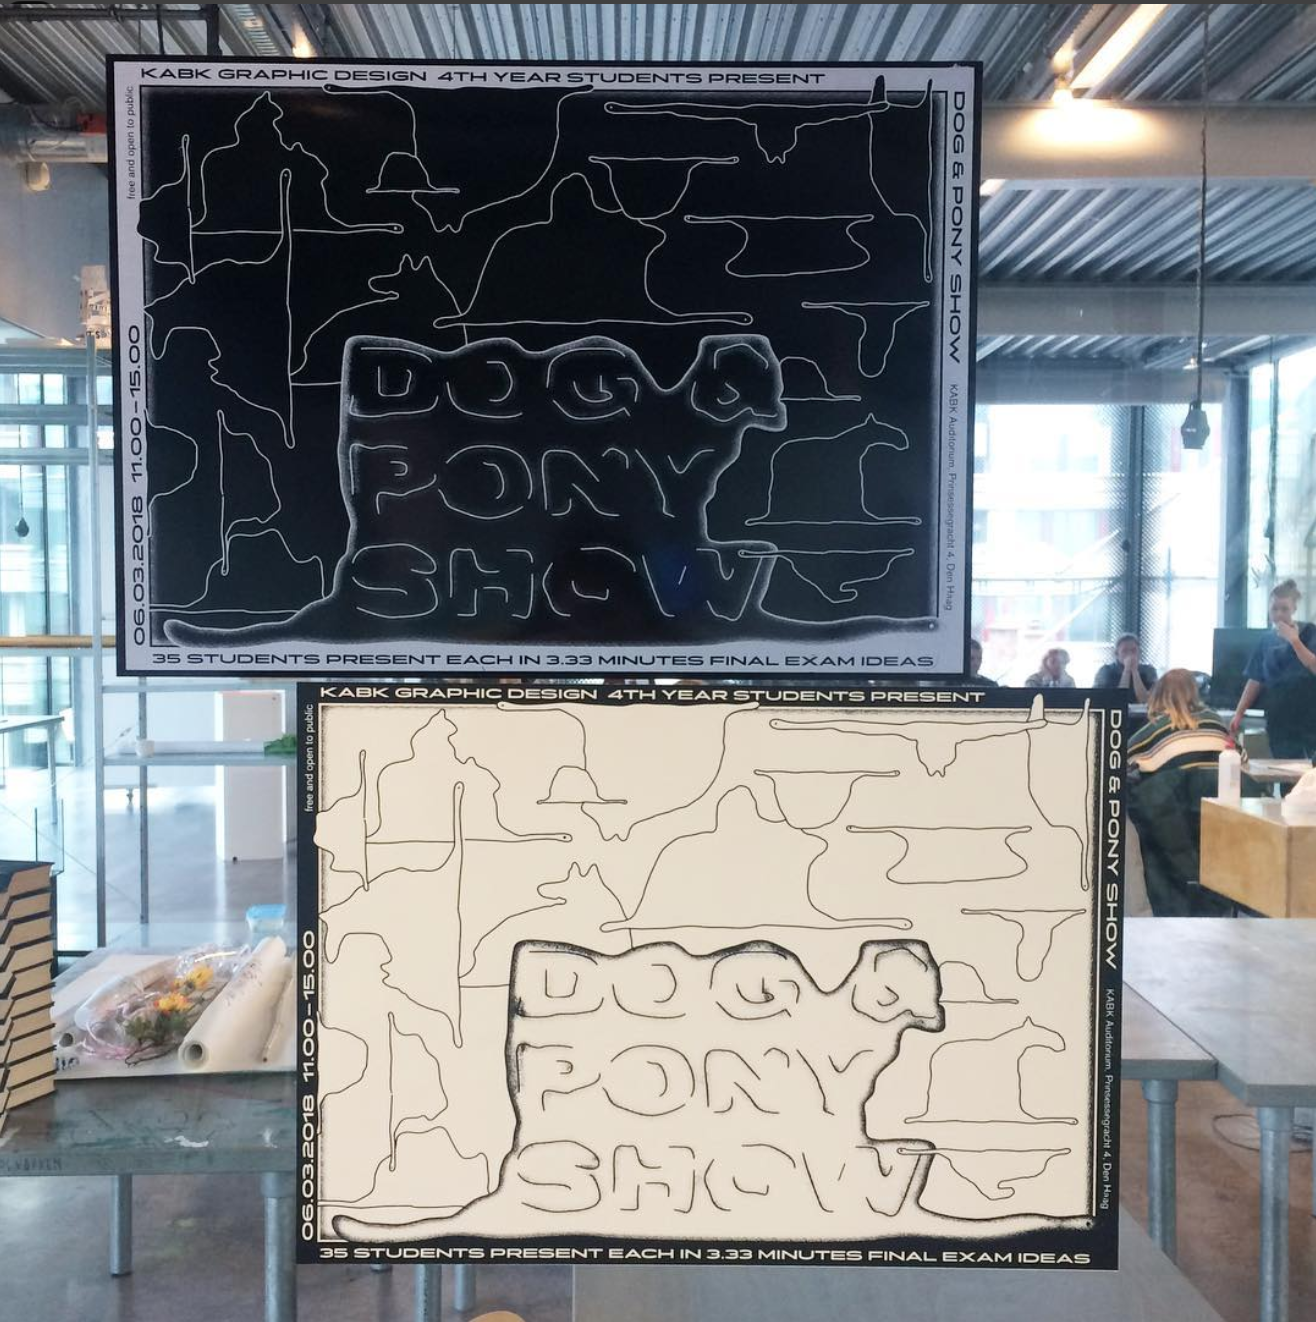 KABK GRAPHIC DESIGN 4TH YEAR STUDENTS PRESENT
free and open to public
06.03.2018 11.00–15.00
DOG &
PONY
SHOW
DOG & PONY SHOW
KABK Auditorium, Prinsessegracht 4, Den Haag
35 STUDENTS PRESENT EACH IN 3.33 MINUTES FINAL EXAM IDEAS
KABK GRAPHIC DESIGN 4TH YEAR STUDENTS PRESENT
free and open to public
06.03.2018 11.00–15.00
DOG &
PONY
SHOW
DOG & PONY SHOW
KABK Auditorium, Prinsessegracht 4, Den Haag
35 STUDENTS PRESENT EACH IN 3.33 MINUTES FINAL EXAM IDEAS